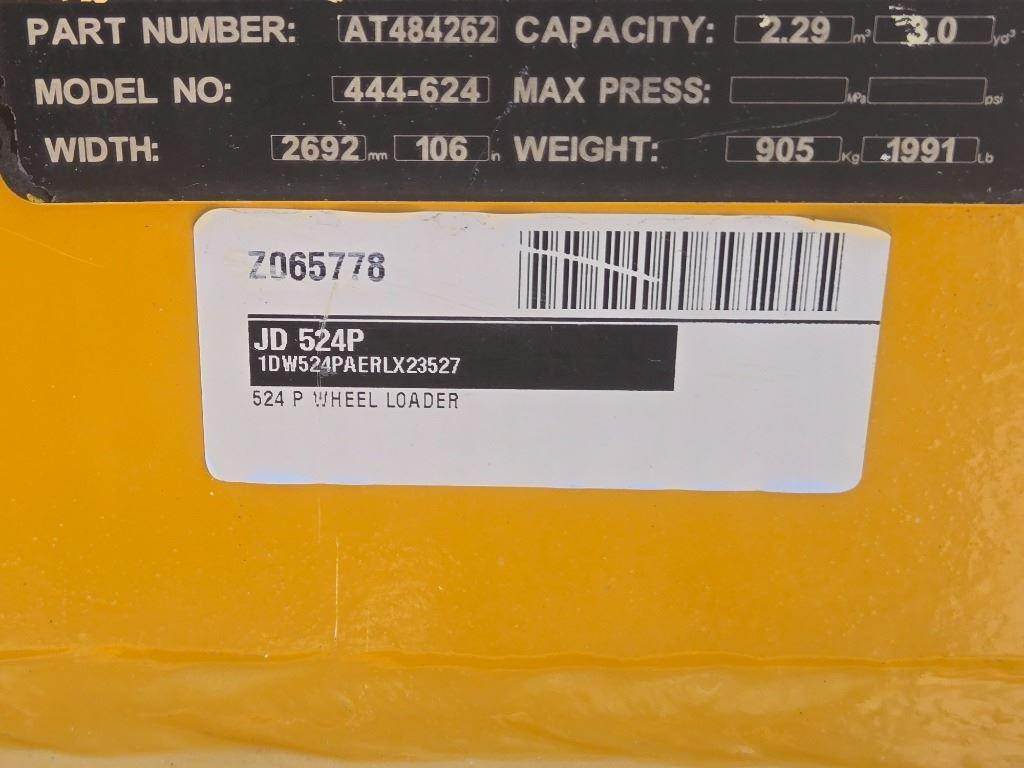 PART NUMBER: AT484262 CAPACITY: 2.29 m³ 3.0 yd³
MODEL NO: 444-624 MAX PRESS: MPa psi
WIDTH: 2692 mm 106 in WEIGHT: 905 Kg 1991 Lb
Z065778
JD 524P
1DW524PAERLX23527
524 P WHEEL LOADER